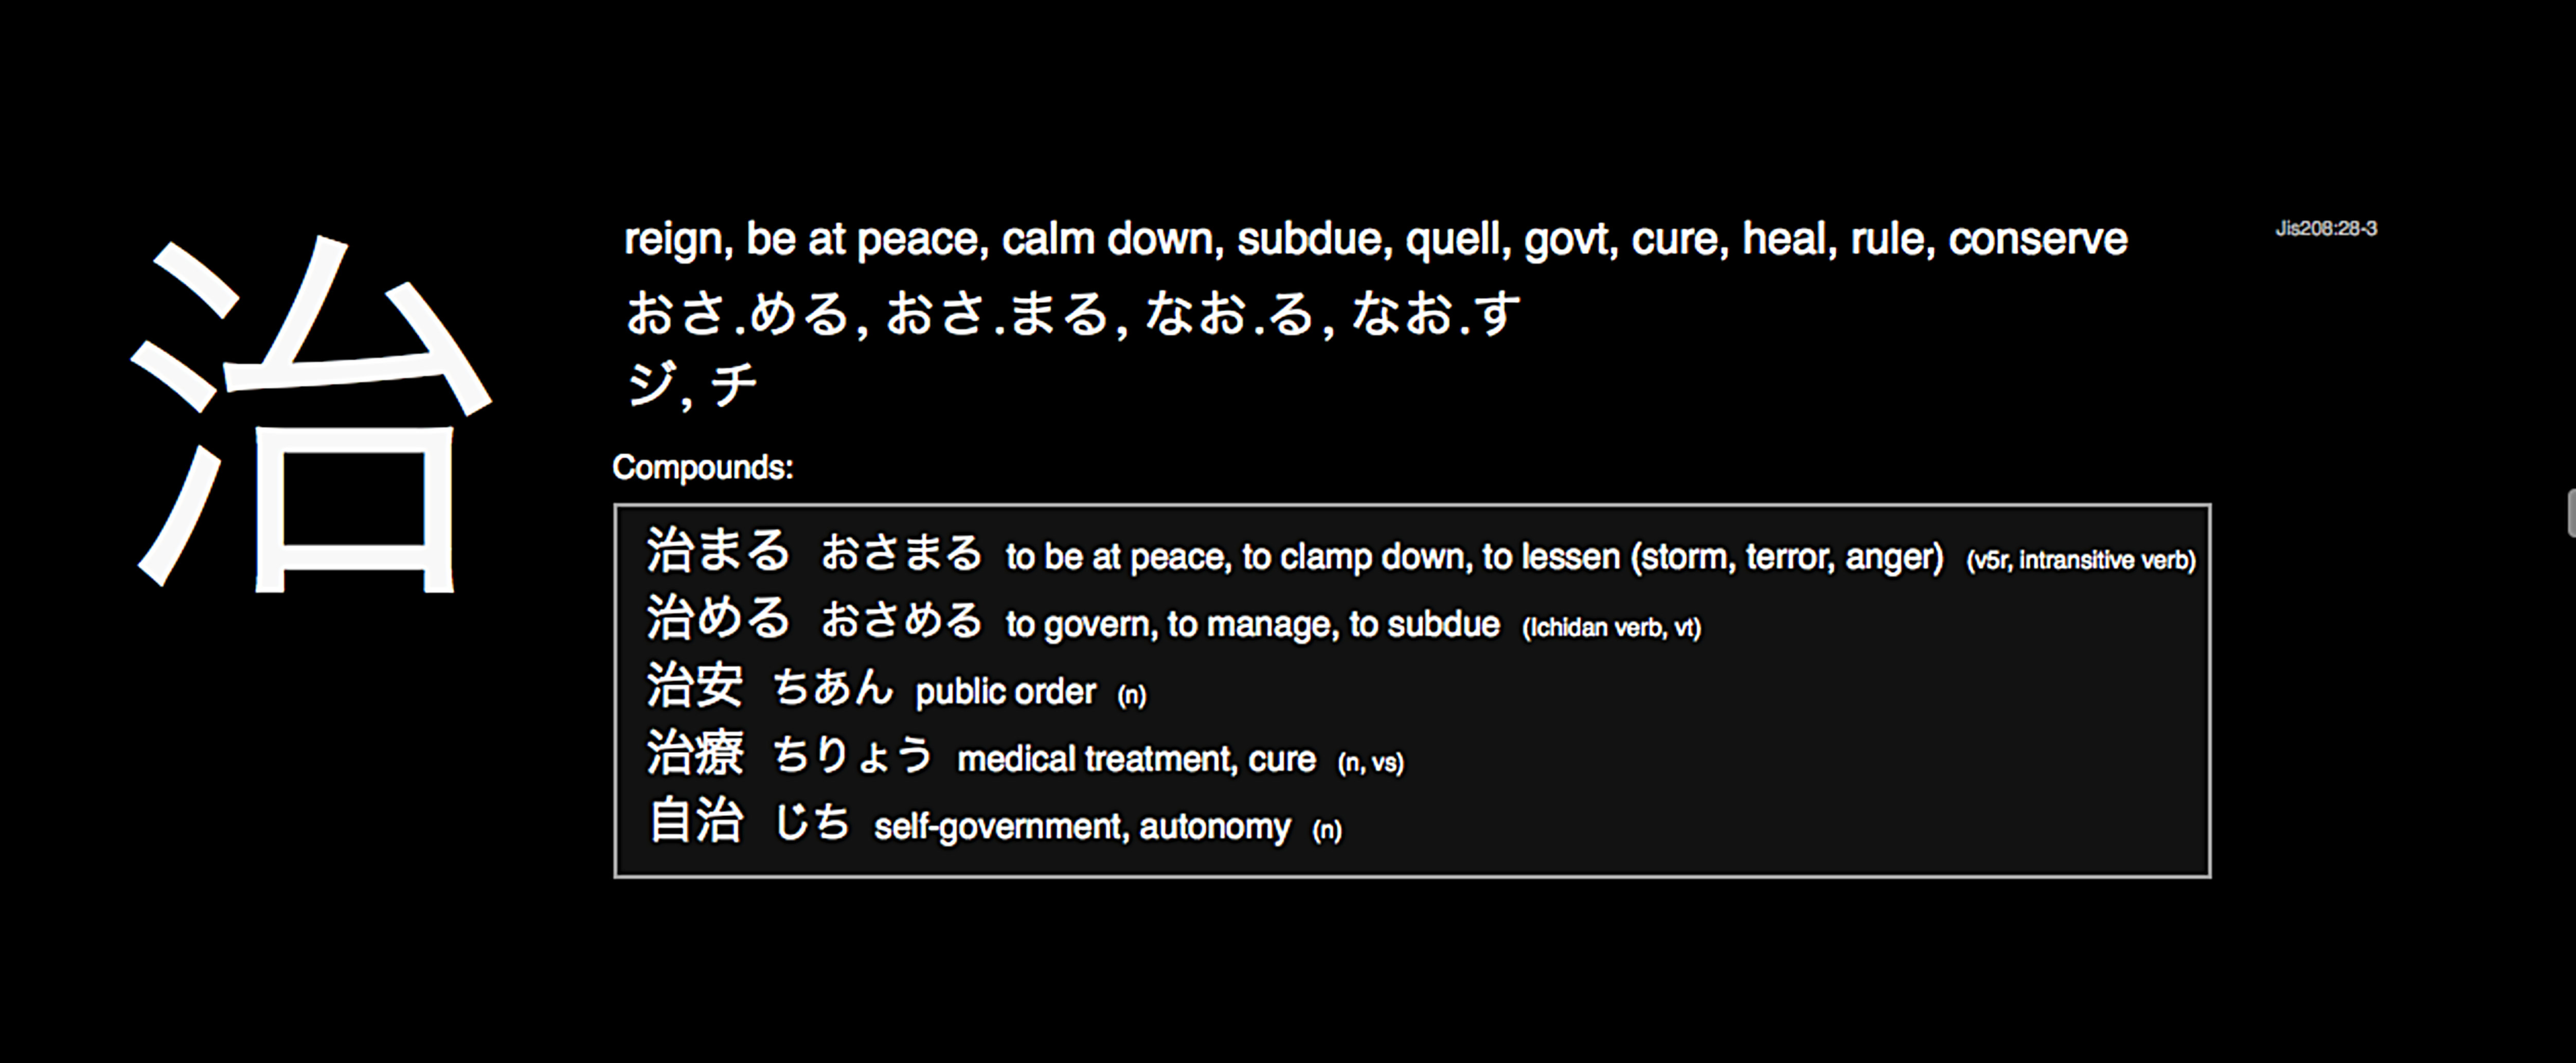 治
reign, be at peace, calm down, subdue, quell, govt, cure, heal, rule, conserve
Jis208:28-3
おさ.める, おさ.まる, なお.る, なお.す
ジ, チ
Compounds:
治まる おさまる to be at peace, to clamp down, to lessen (storm, terror, anger) (v5r, intransitive verb)
治める おさめる to govern, to manage, to subdue (Ichidan verb, vt)
治安 ちあん public order (n)
治療 ちりょう medical treatment, cure (n, vs)
自治 じち self-government, autonomy (n)